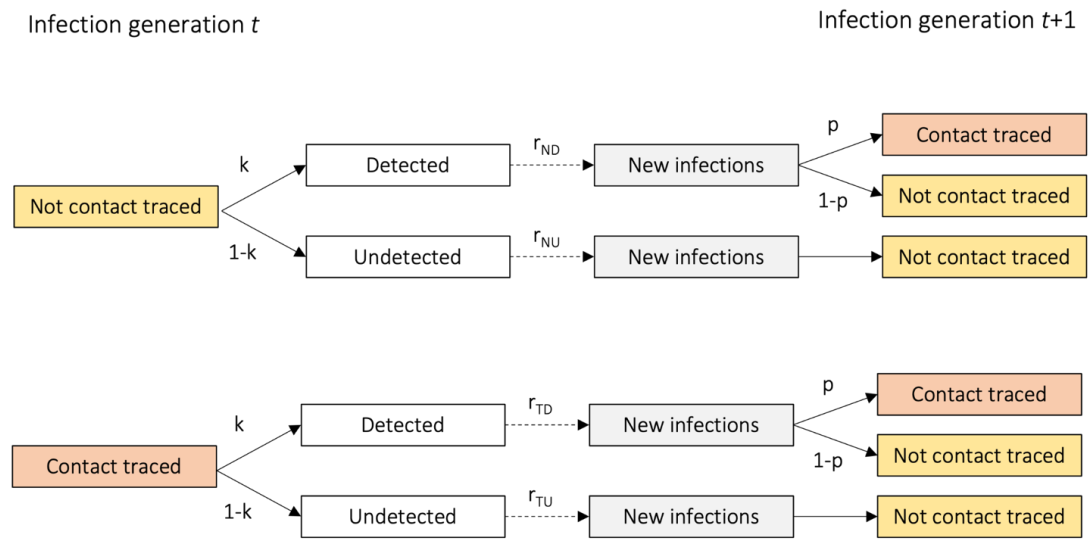 Infection generation t
Infection generation t+1
Contact traced
p
k
r_ND
Detected
New infections
Not contact traced
1-p
Not contact traced
1-k
r_NU
Undetected
New infections
Not contact traced
Contact traced
p
k
r_TD
Detected
New infections
Not contact traced
1-p
Contact traced
1-k
r_TU
Undetected
New infections
Not contact traced